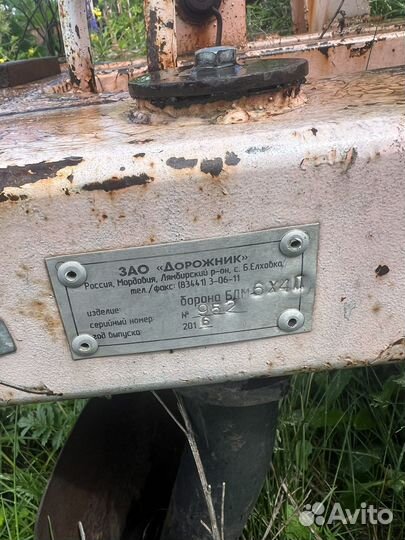 ЗАО «ДОРОЖНИК»
Россия, Мордовия, Лямбирский р-он, с. Б.Елховка,
тел./факс: (83441) 3-06-11
изделие: борона БДМ 6Х4П
серийный номер: № 952
год выпуска: 2016
Avito